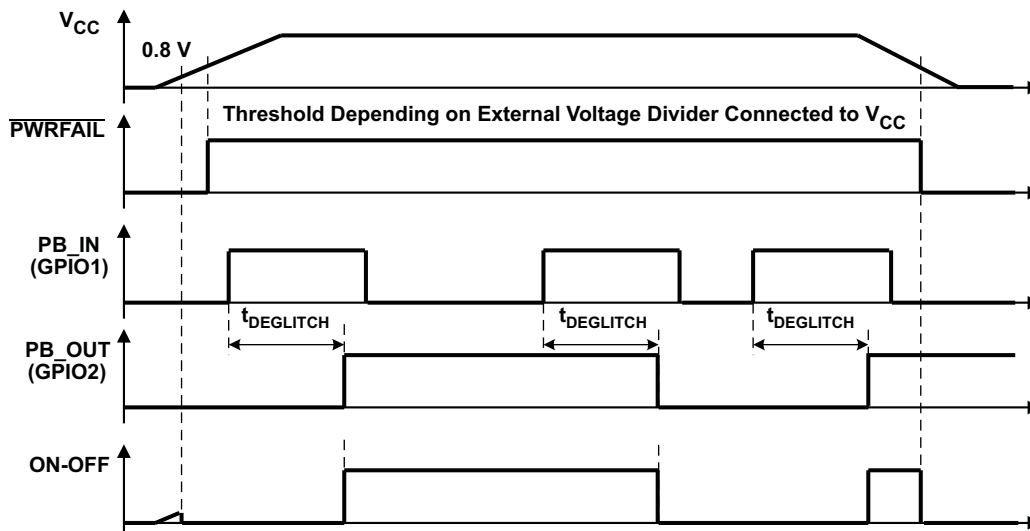 VCC
0.8 V
Threshold Depending on External Voltage Divider Connected to VCC
PWRFAIL
PB_IN
(GPIO1)
tDEGLITCH tDEGLITCH tDEGLITCH
PB_OUT
(GPIO2)
ON-OFF